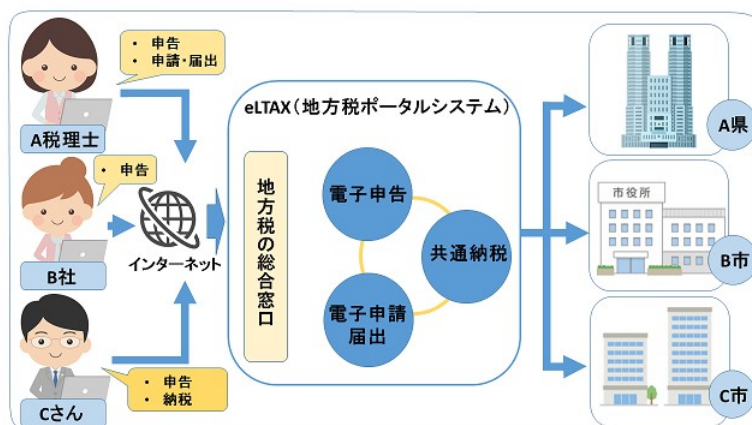 ・ 申告
・ 申請・届出
A税理士
・ 申告
B社
インターネット
Cさん
・ 申告
・ 納税
eLTAX（地方税ポータルシステム）
地方税の総合窓口
電子申告
共通納税
電子申請
届出
A県
市役所
B市
C市